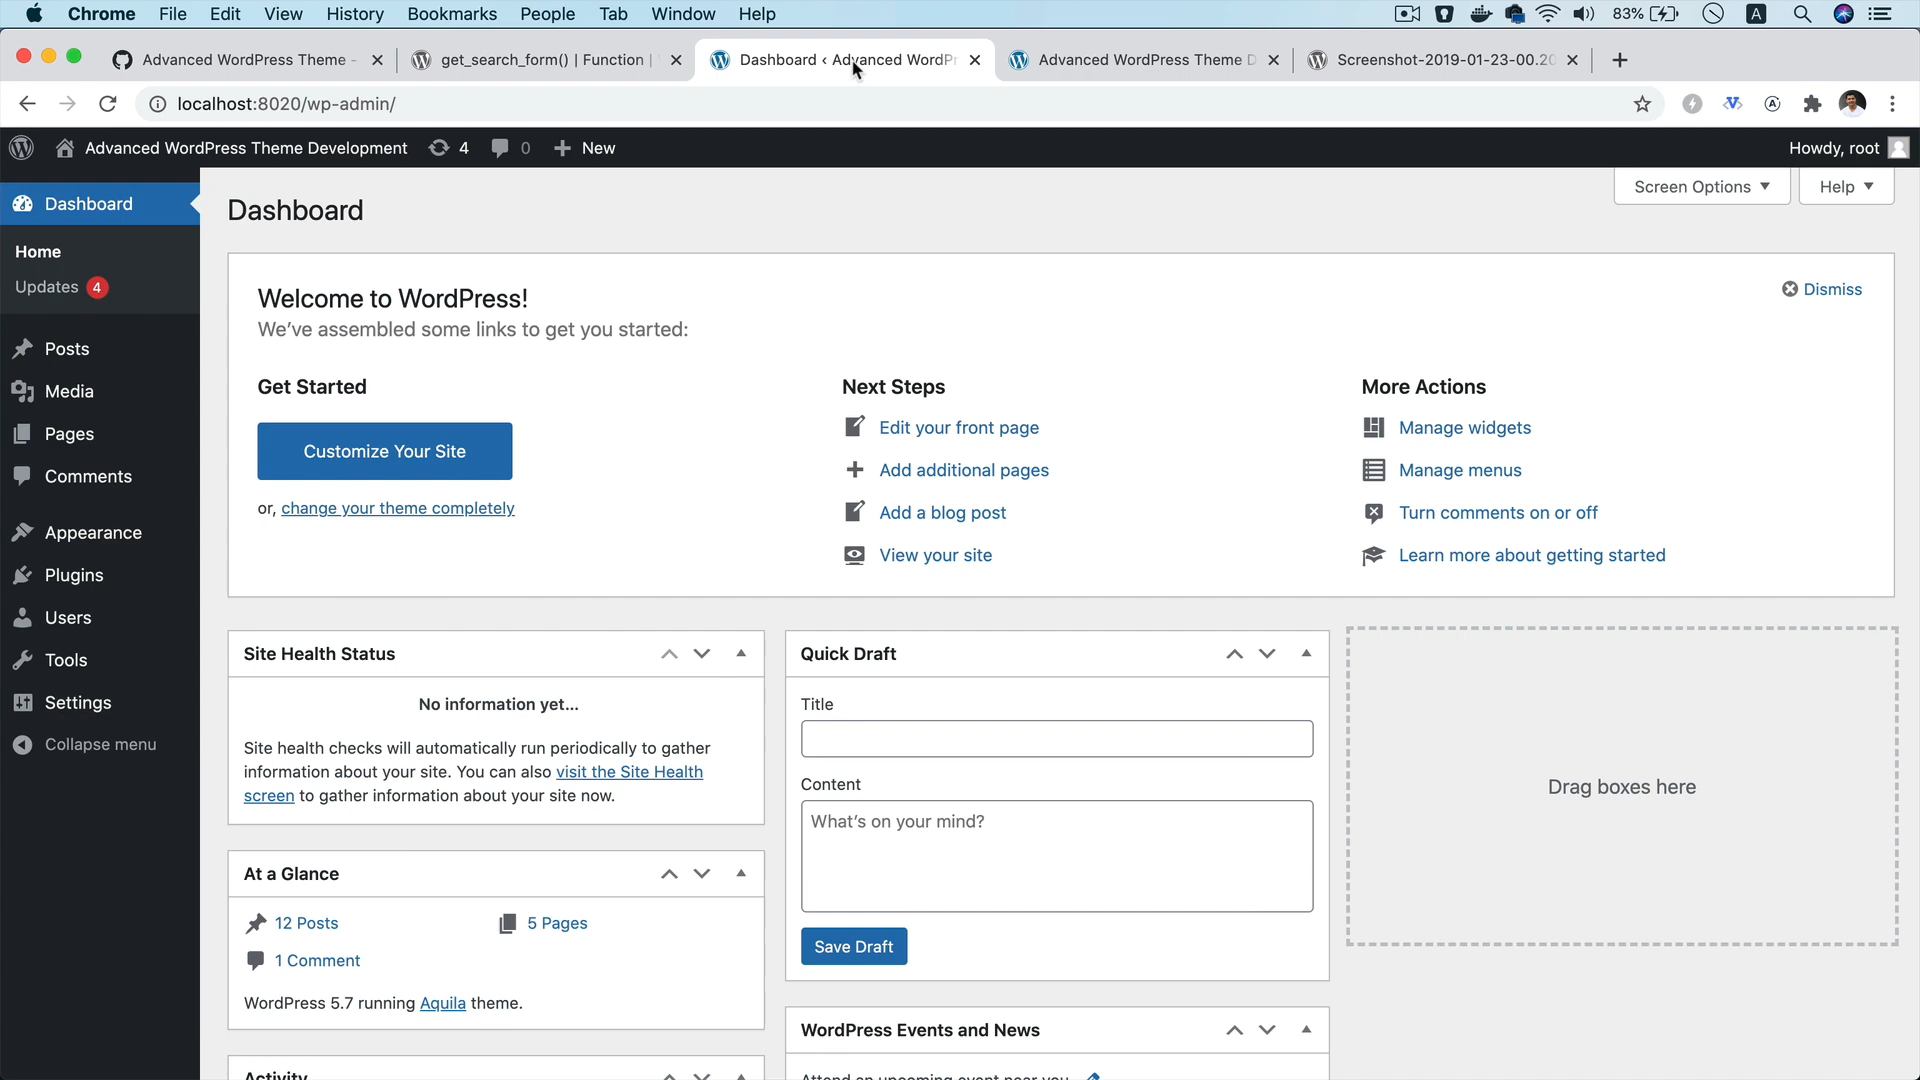 Chrome File Edit View History Bookmarks People Tab Window Help 83% A
Advanced WordPress Theme - get_search_form() | Function | Dashboard ‹ Advanced WordPr Advanced WordPress Theme D Screenshot-2019-01-23-00.20
localhost:8020/wp-admin/
Advanced WordPress Theme Development 4 0 New Howdy, root
Screen Options Help
Dashboard
Home
Updates 4
Posts
Media
Pages
Comments
Appearance
Plugins
Users
Tools
Settings
Collapse menu
Dashboard
Welcome to WordPress!
Dismiss
We've assembled some links to get you started:
Get Started
Customize Your Site
or, change your theme completely
Next Steps
Edit your front page
Add additional pages
Add a blog post
View your site
More Actions
Manage widgets
Manage menus
Turn comments on or off
Learn more about getting started
Site Health Status
No information yet...
Site health checks will automatically run periodically to gather
information about your site. You can also visit the Site Health
screen to gather information about your site now.
At a Glance
12 Posts
5 Pages
1 Comment
WordPress 5.7 running Aquila theme.
Activity
Quick Draft
Title
Content
What's on your mind?
Save Draft
WordPress Events and News
Attend an upcoming event near you
Drag boxes here